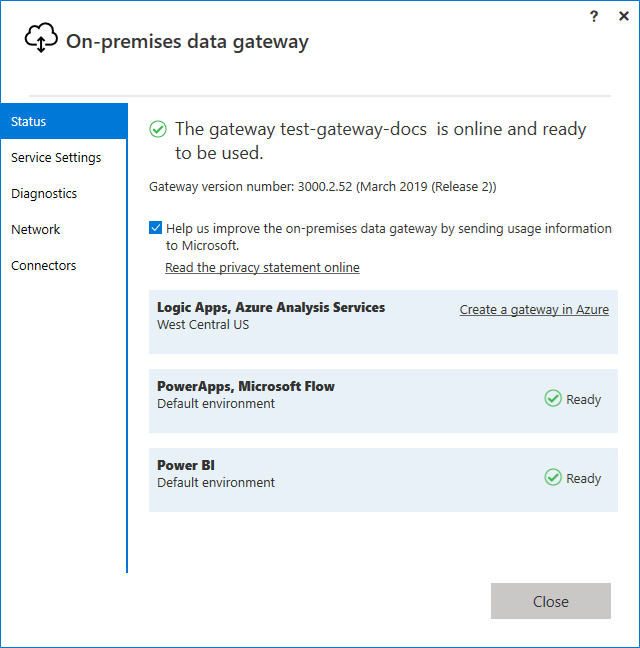 ? ×
On-premises data gateway
Status
Service Settings
Diagnostics
Network
Connectors
The gateway test-gateway-docs is online and ready
to be used.
Gateway version number: 3000.2.52 (March 2019 (Release 2))
Help us improve the on-premises data gateway by sending usage information
to Microsoft.
Read the privacy statement online
Logic Apps, Azure Analysis Services
Create a gateway in Azure
West Central US
PowerApps, Microsoft Flow
Default environment
Ready
Power BI
Default environment
Ready
Close